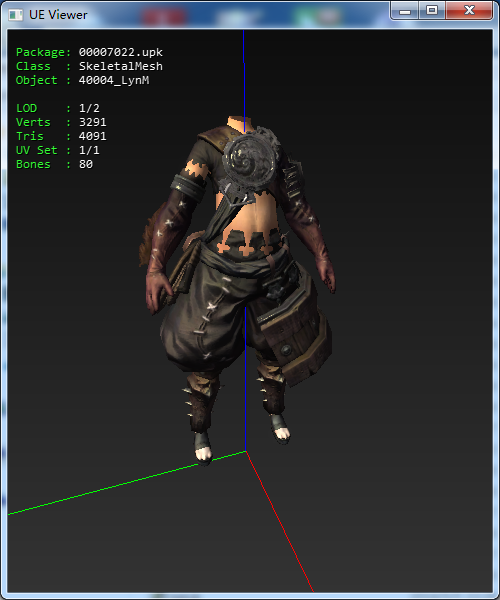 UE Viewer
Package: 00007022.upk
Class : SkeletalMesh
Object : 40004_LynM
LOD : 1/2
Verts : 3291
Tris : 4091
UV Set : 1/1
Bones : 80